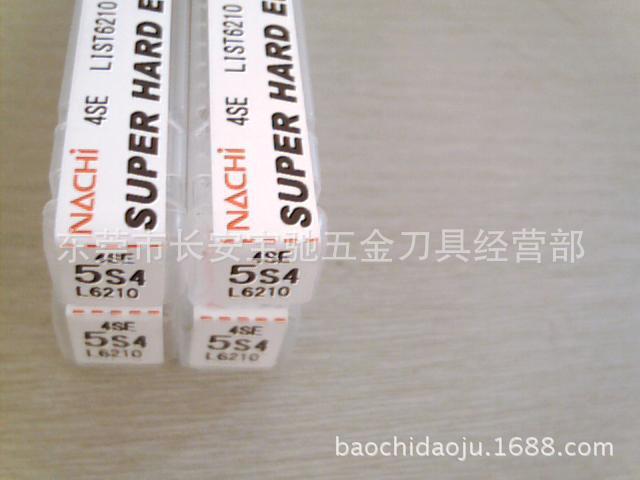 NACHi 4SE LIST6210
SUPER HARD E
NACHi 4SE LIST6210
SUPER HARD E
4SE
5S4
L6210
4SE
5S4
L6210
4SE
5S4
L6210
4SE
5S4
L6210
东莞市长安宝驰五金刀具经营部
baochidaoju.1688.com